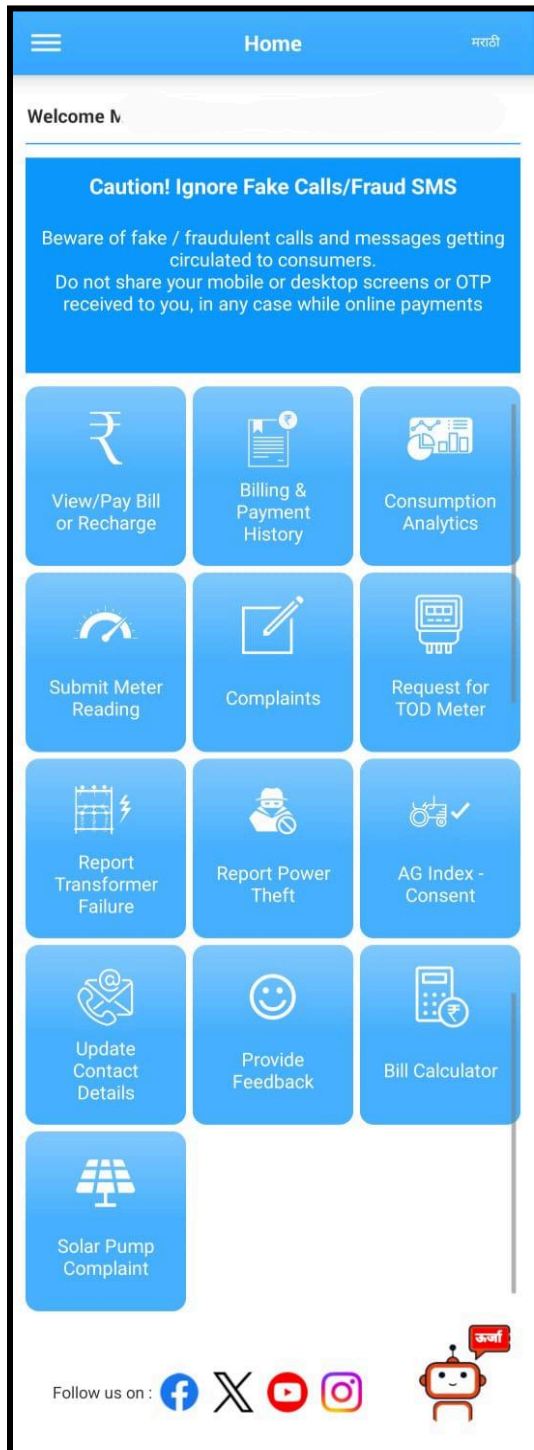 Home
मराठी
Welcome
Caution! Ignore Fake Calls/Fraud SMS
Beware of fake / fraudulent calls and messages getting
circulated to consumers.
Do not share your mobile or desktop screens or OTP
received to you, in any case while online payments
View/Pay Bill
or Recharge
Billing &
Payment
History
Consumption
Analytics
Submit Meter
Reading
Complaints
Request for
TOD Meter
Report
Transformer
Failure
Report Power
Theft
AG Index -
Consent
Update
Contact
Details
Provide
Feedback
Bill Calculator
Solar Pump
Complaint
ऊर्जा
Follow us on :